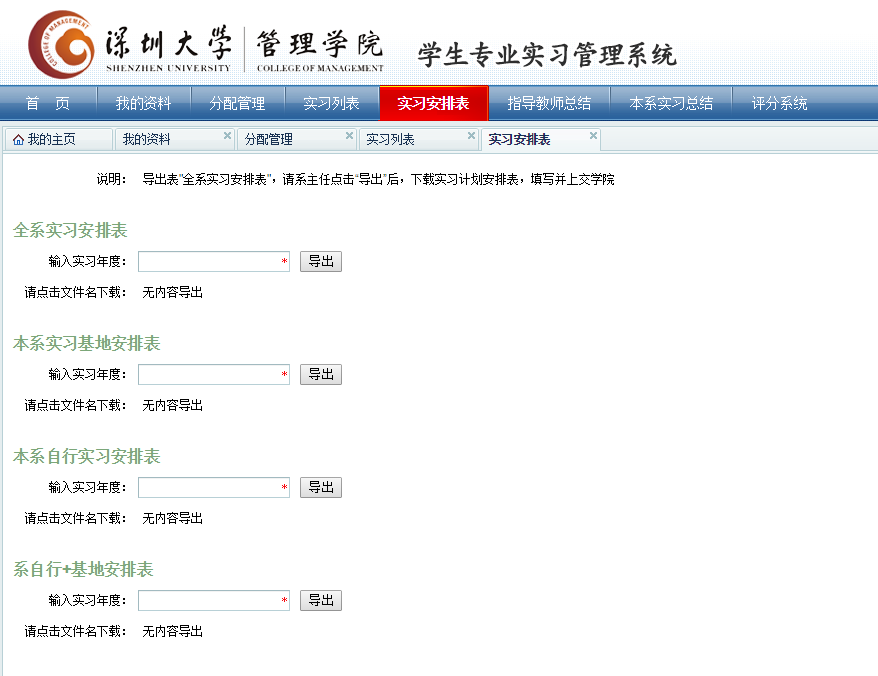 深圳大学 管理学院 学生专业实习管理系统
SHENZHEN UNIVERSITY COLLEGE OF MANAGEMENT
COLLEGE OF MANAGEMENT
首 页 我的资料 分配管理 实习列表 实习安排表 指导教师总结 本系实习总结 评分系统
我的主页 我的资料 分配管理 实习列表 实习安排表
说明: 导出表"全系实习安排表",请系主任点击“导出”后,下载实习计划安排表,填写并上交学院
全系实习安排表
输入实习年度: * 导出
请点击文件名下载: 无内容导出
本系实习基地安排表
输入实习年度: * 导出
请点击文件名下载: 无内容导出
本系自行实习安排表
输入实习年度: * 导出
请点击文件名下载: 无内容导出
系自行+基地安排表
输入实习年度: * 导出
请点击文件名下载: 无内容导出